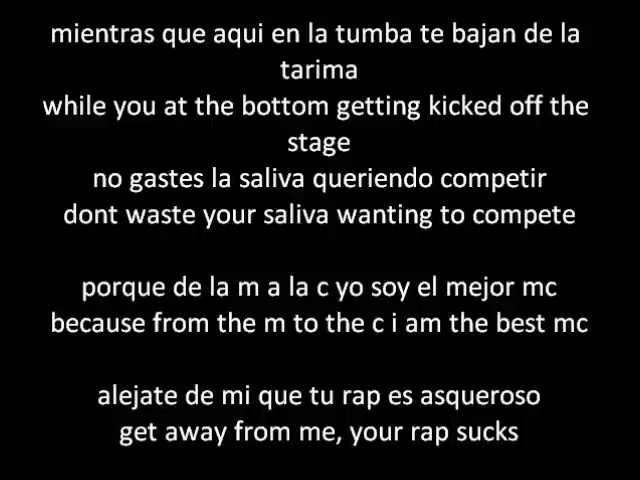 mientras que aqui en la tumba te bajan de la
tarima
while you at the bottom getting kicked off the
stage
no gastes la saliva queriendo competir
dont waste your saliva wanting to compete
porque de la m a la c yo soy el mejor mc
because from the m to the c i am the best mc
alejate de mi que tu rap es asqueroso
get away from me, your rap sucks